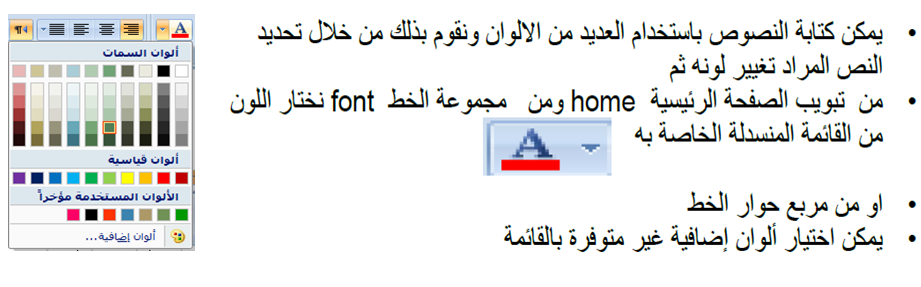 • يمكن كتابة النصوص باستخدام العديد من الالوان ونقوم بذلك من خلال تحديد
النص المراد تغيير لونه ثم
• من تبويب الصفحة الرئيسية home ومن مجموعة الخط font نختار اللون
من القائمة المنسدلة الخاصة به
A
• او من مربع حوار الخط
• يمكن اختيار ألوان إضافية غير متوفرة بالقائمة
A
ألوان السمات
ألوان قياسية
الألوان المستخدمة مؤخراً
ألوان إضافية...